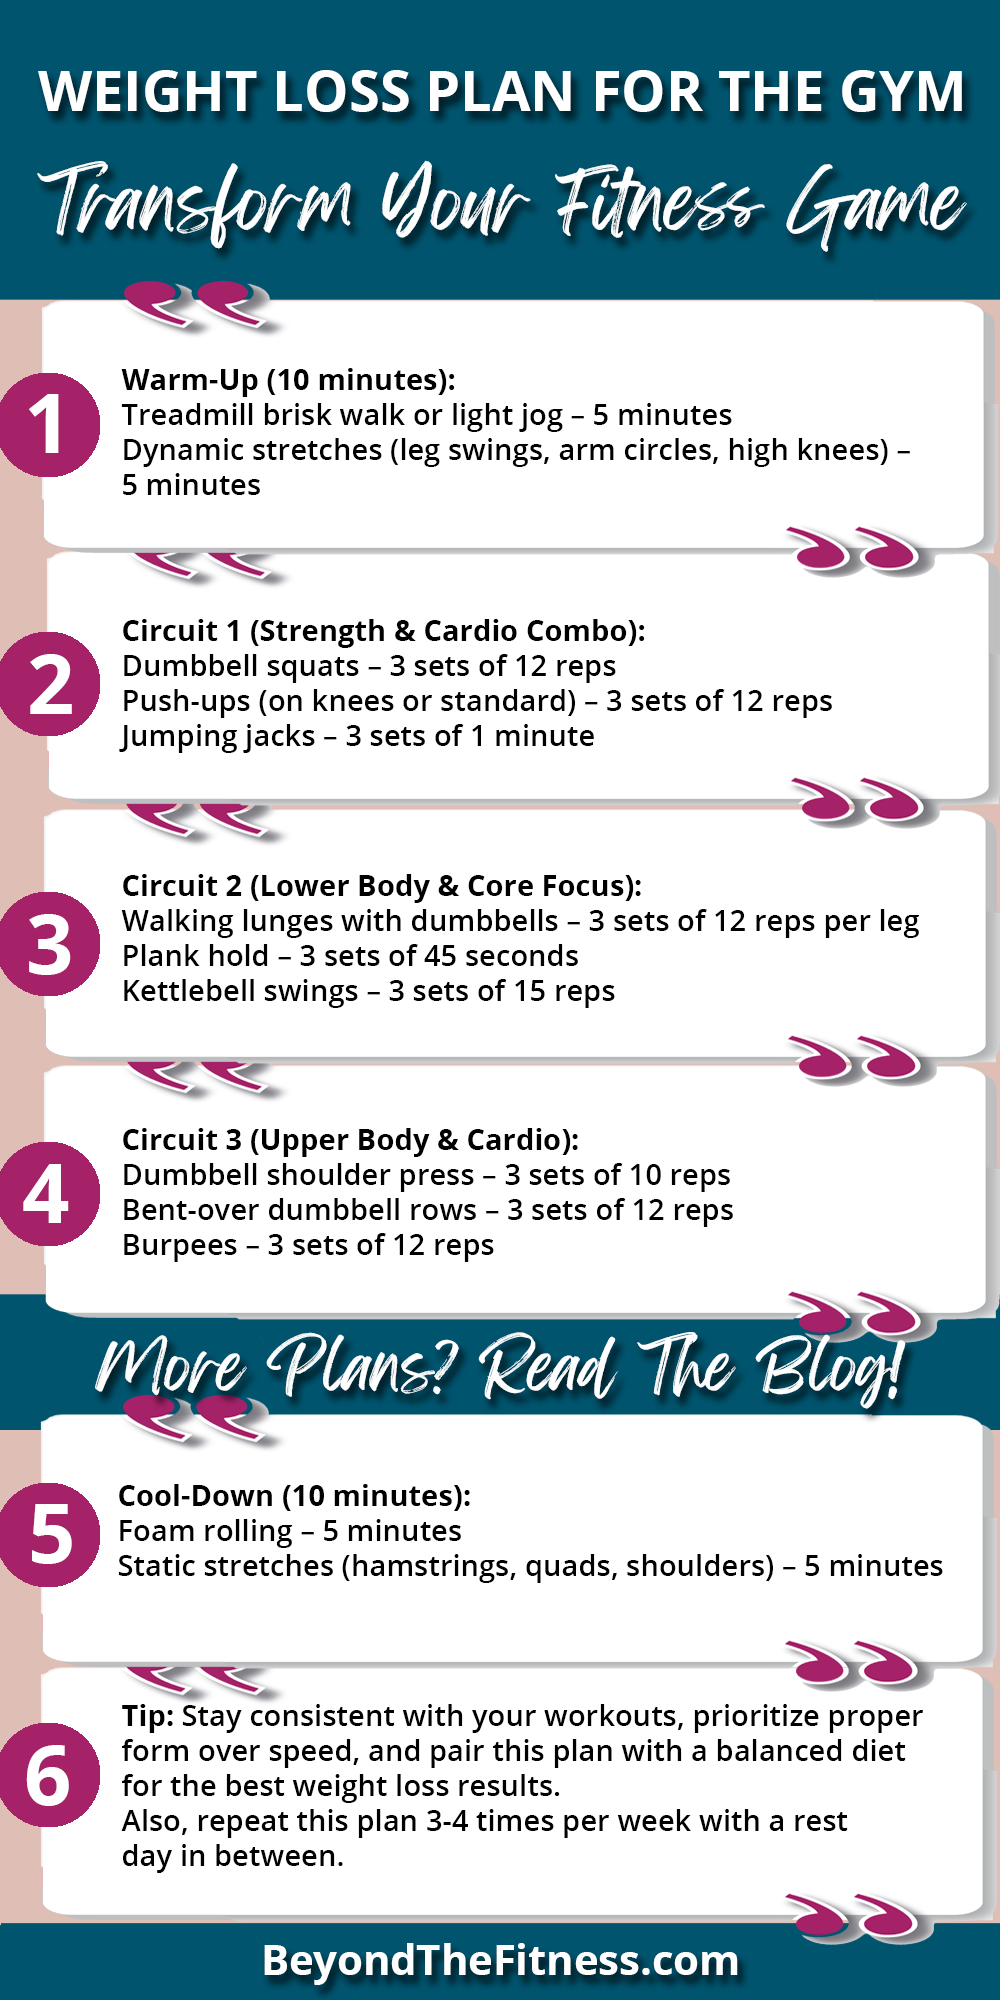 WEIGHT LOSS PLAN FOR THE GYM
Transform Your Fitness Game
1
Warm-Up (10 minutes):
Treadmill brisk walk or light jog – 5 minutes
Dynamic stretches (leg swings, arm circles, high knees) –
5 minutes
2
Circuit 1 (Strength & Cardio Combo):
Dumbbell squats – 3 sets of 12 reps
Push-ups (on knees or standard) – 3 sets of 12 reps
Jumping jacks – 3 sets of 1 minute
3
Circuit 2 (Lower Body & Core Focus):
Walking lunges with dumbbells – 3 sets of 12 reps per leg
Plank hold – 3 sets of 45 seconds
Kettlebell swings – 3 sets of 15 reps
4
Circuit 3 (Upper Body & Cardio):
Dumbbell shoulder press – 3 sets of 10 reps
Bent-over dumbbell rows – 3 sets of 12 reps
Burpees – 3 sets of 12 reps
More Plans? Read The Blog!
5
Cool-Down (10 minutes):
Foam rolling – 5 minutes
Static stretches (hamstrings, quads, shoulders) – 5 minutes
6
Tip: Stay consistent with your workouts, prioritize proper
form over speed, and pair this plan with a balanced diet
for the best weight loss results.
Also, repeat this plan 3-4 times per week with a rest
day in between.
BeyondTheFitness.com